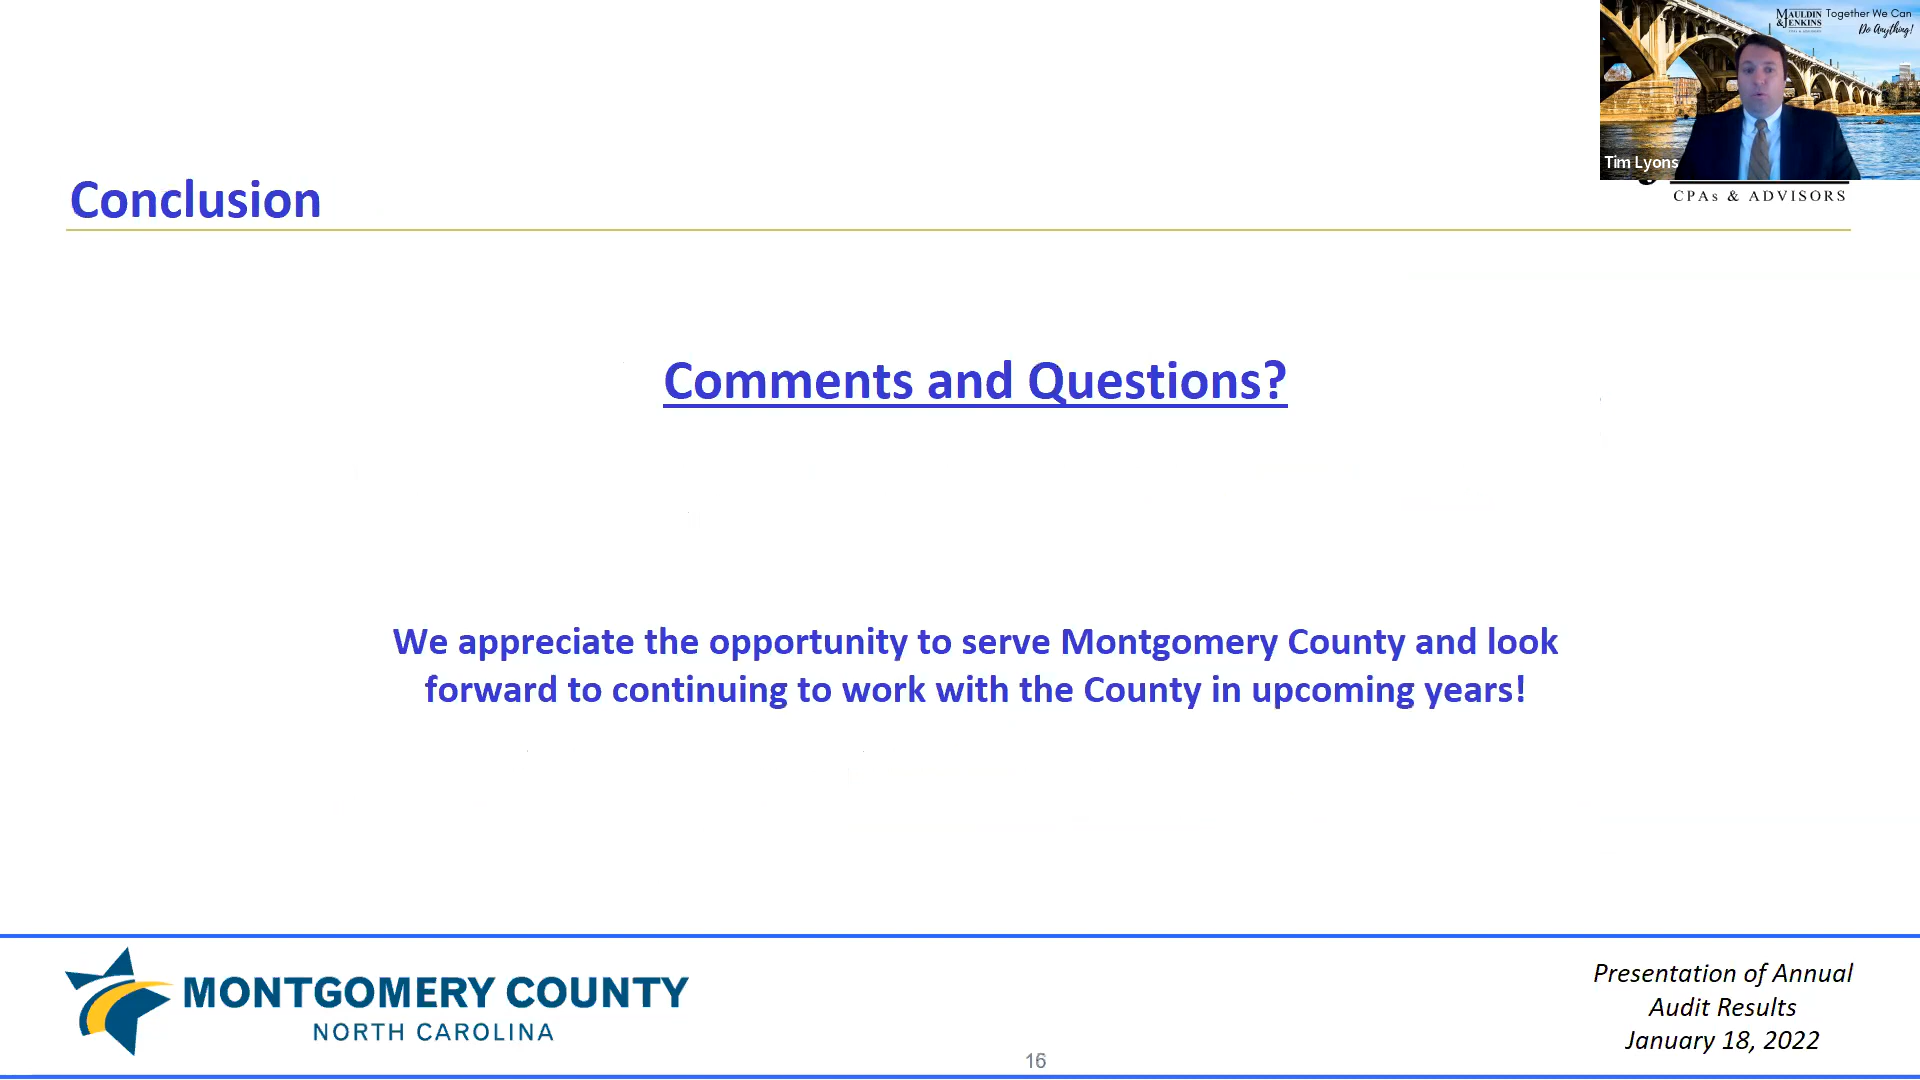 MAULDIN
& JENKINS
CPAs & ADVISORS
Together We Can
Do Anything!
Tim Lyons
CPAs & ADVISORS
Conclusion
Comments and Questions?
We appreciate the opportunity to serve Montgomery County and look
forward to continuing to work with the County in upcoming years!
MONTGOMERY COUNTY
NORTH CAROLINA
16
Presentation of Annual
Audit Results
January 18, 2022